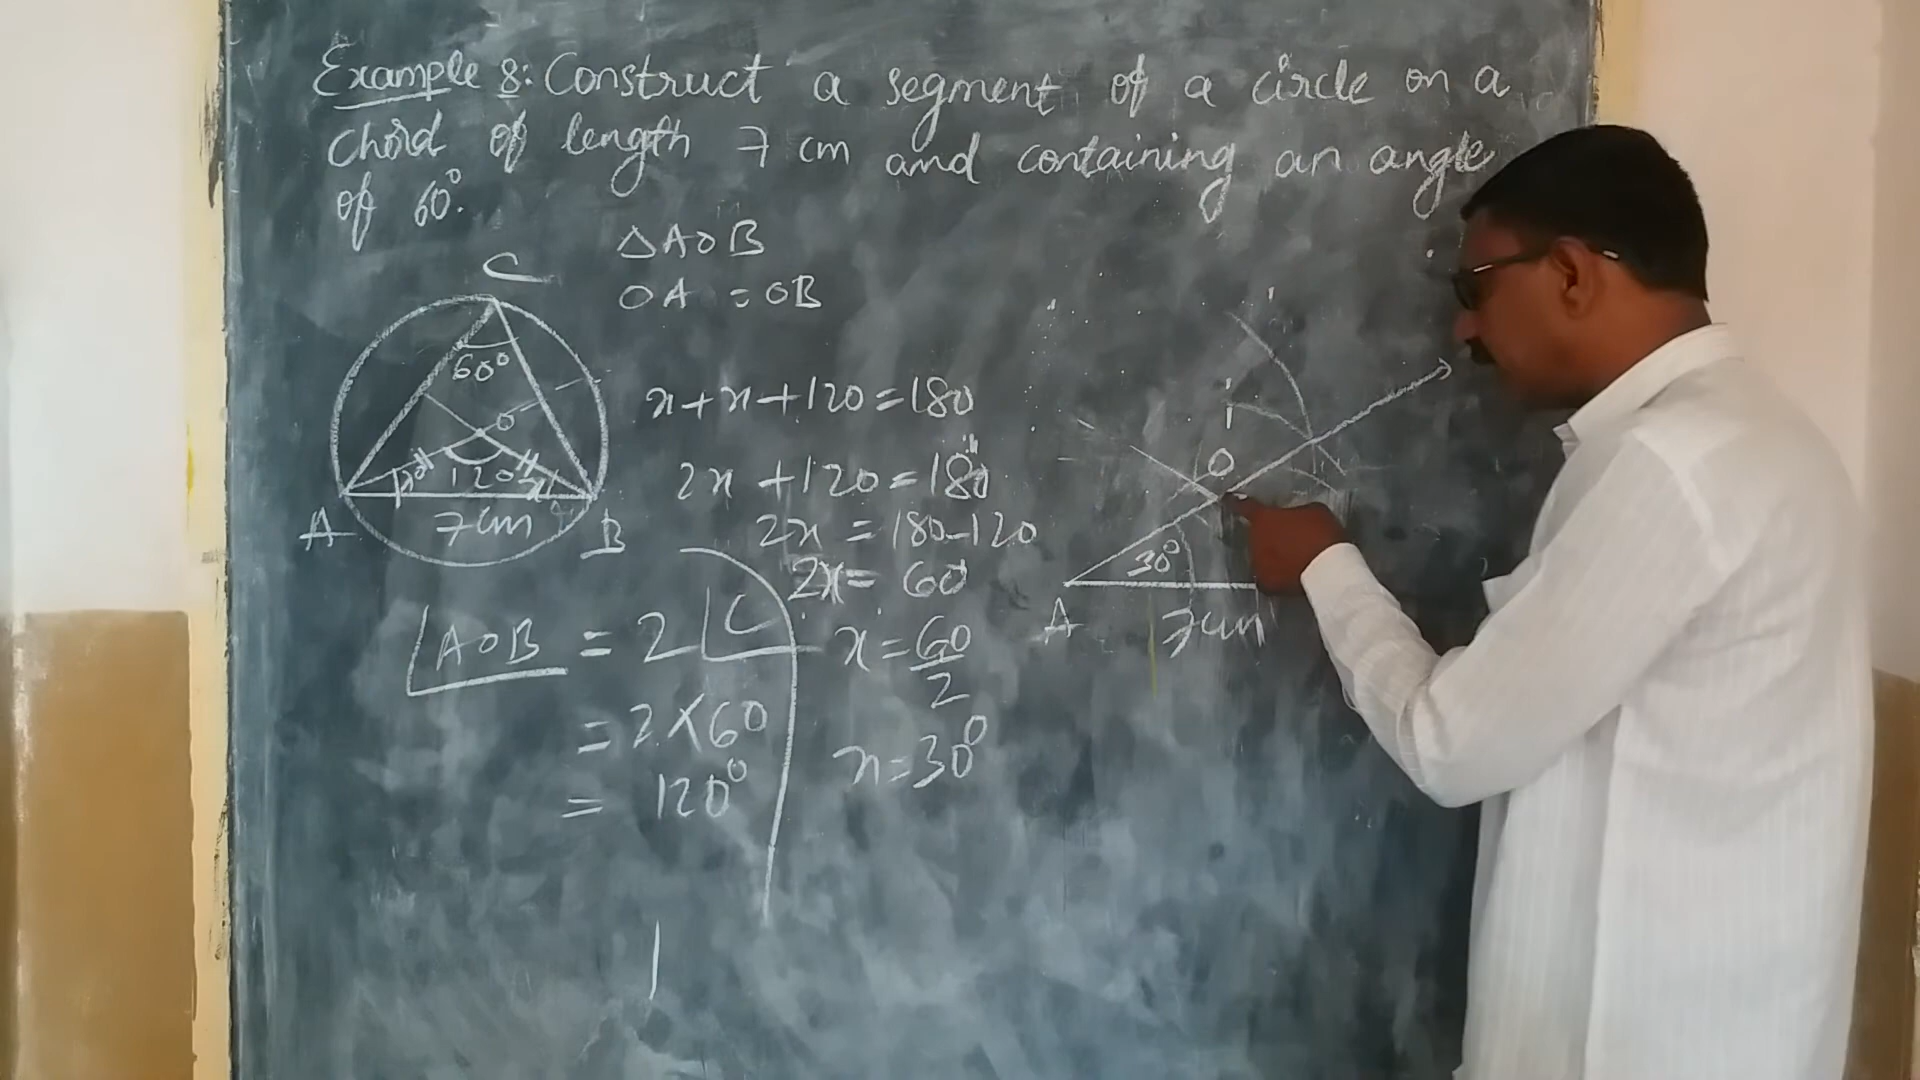 Example 8: Construct a segment of a circle on a
chord of length 7 cm and containing an angle
of 60°.
△AOB
OA = OB
C
60°
O
120°
x
A
7cm
B
x+x+120=180
2x+120=180
2x=180-120
2x=60
x=60/2
x=30°
∠AOB = 2∠C
= 2×60
= 120°
O
30°
A
7cm